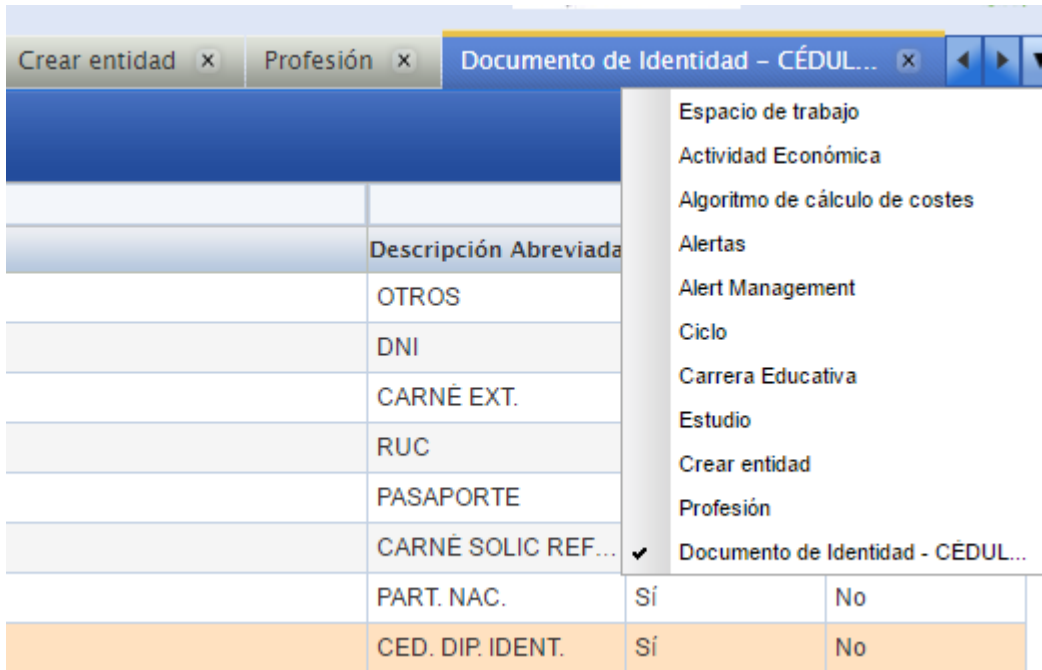 Crear entidad x Profesión x Documento de Identidad – CÉDUL... x
Espacio de trabajo
Actividad Económica
Algoritmo de cálculo de costes
Alertas
Alert Management
Ciclo
Carrera Educativa
Estudio
Crear entidad
Profesión
Documento de Identidad - CÉDUL...
Descripción Abreviada
OTROS
DNI
CARNÉ EXT.
RUC
PASAPORTE
CARNÉ SOLIC REF...
PART. NAC. Sí No
CED. DIP. IDENT. Sí No